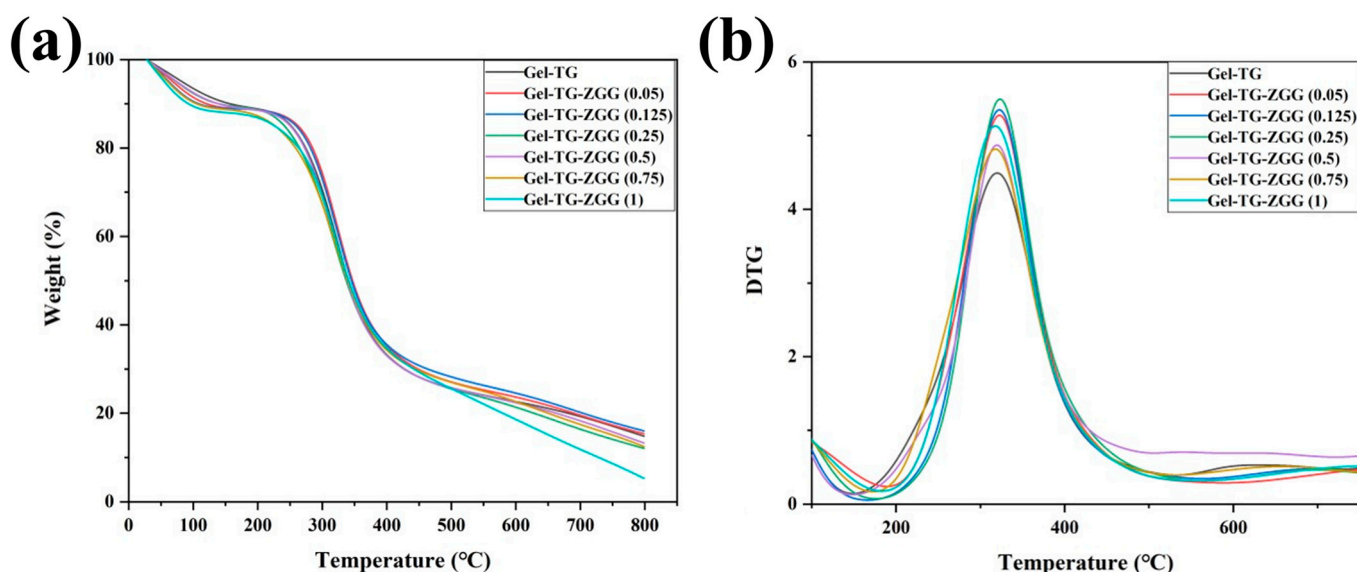 (a)
100
80
60
40
20
0
Weight (%)
0 100 200 300 400 500 600 700 800
Temperature (℃)
Gel-TG
Gel-TG-ZGG (0.05)
Gel-TG-ZGG (0.125)
Gel-TG-ZGG (0.25)
Gel-TG-ZGG (0.5)
Gel-TG-ZGG (0.75)
Gel-TG-ZGG (1)
(b)
6
4
2
0
DTG
200 400 600
Temperature (℃)
Gel-TG
Gel-TG-ZGG (0.05)
Gel-TG-ZGG (0.125)
Gel-TG-ZGG (0.25)
Gel-TG-ZGG (0.5)
Gel-TG-ZGG (0.75)
Gel-TG-ZGG (1)